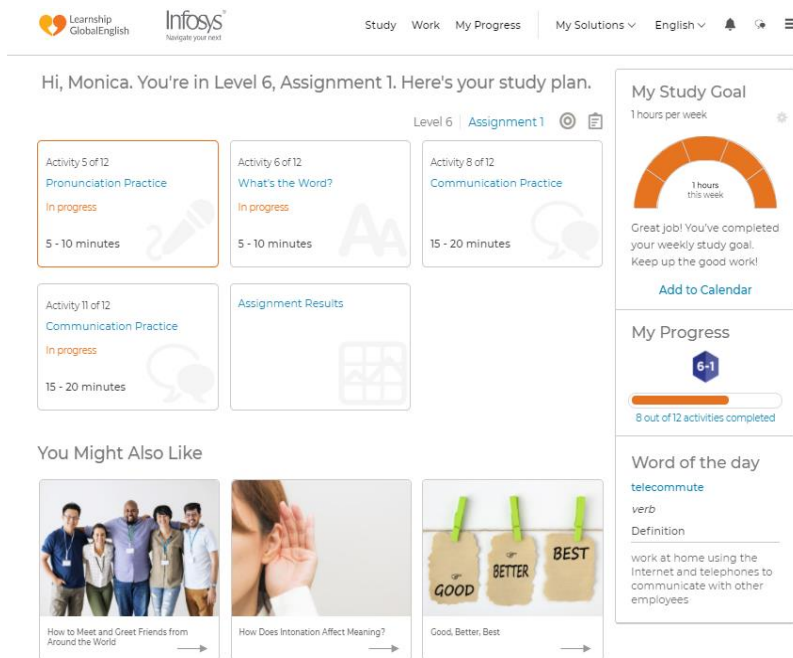 Learnship
GlobalEnglish
Infosys®
Navigate your next
Study Work My Progress My Solutions English
Hi, Monica. You're in Level 6, Assignment 1. Here's your study plan.
Level 6 Assignment 1
Activity 5 of 12
Pronunciation Practice
In progress
5 - 10 minutes
Activity 6 of 12
What's the Word?
In progress
5 - 10 minutes
AA
Activity 8 of 12
Communication Practice
15 - 20 minutes
Activity 11 of 12
Communication Practice
In progress
15 - 20 minutes
Assignment Results
You Might Also Like
How to Meet and Greet Friends from
Around the World
How Does Intonation Affect Meaning?
GOOD
BETTER
BEST
Good, Better, Best
My Study Goal
1 hours per week
1 hours
this week
Great job! You've completed
your weekly study goal.
Keep up the good work!
Add to Calendar
My Progress
6-1
8 out of 12 activities completed
Word of the day
telecommute
verb
Definition
work at home using the
Internet and telephones to
communicate with other
employees